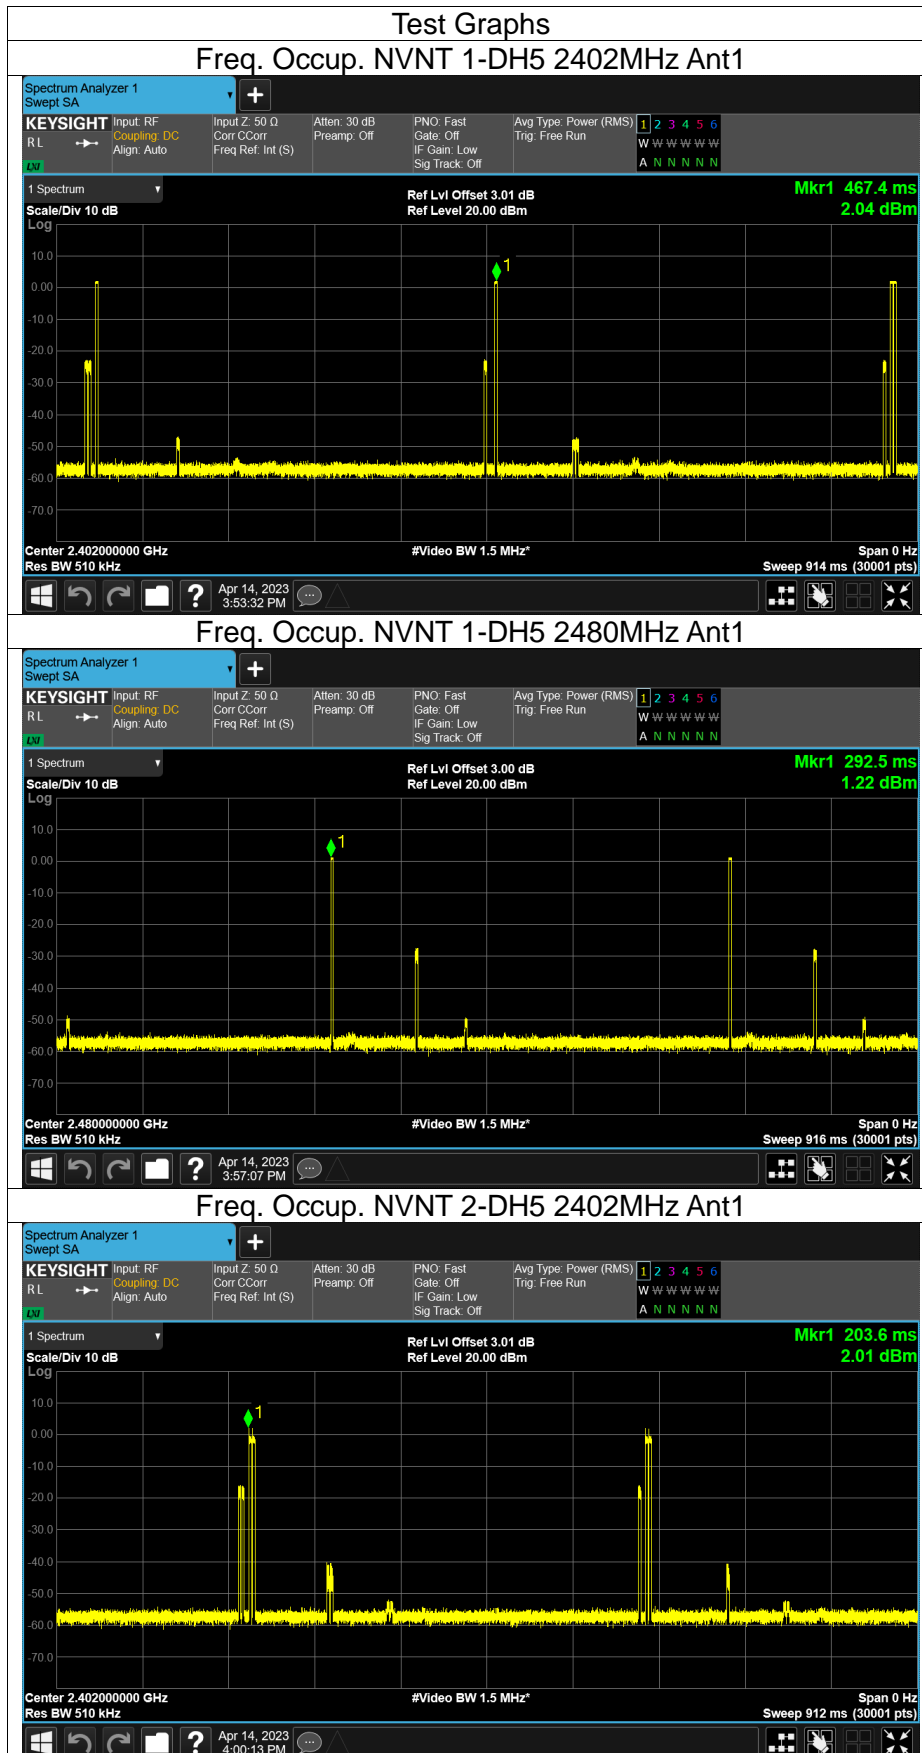 Test Graphs
Freq. Occup. NVNT 1-DH5 2402MHz Ant1
Spectrum Analyzer 1
Swept SA
KEYSIGHT Input: RF Input Z: 50 Ω Atten: 30 dB PNO: Fast Avg Type: Power (RMS) 1 2 3 4 5 6
R L Coupling: DC Corr CCorr Preamp: Off Gate: Off Trig: Free Run W W W W W W
Align: Auto Freq Ref: Int (S) IF Gain: Low A N N N N N
LXI Sig Track: Off
1 Spectrum Ref Lvl Offset 3.01 dB Mkr1 467.4 ms
Scale/Div 10 dB Ref Level 20.00 dBm 2.04 dBm
Log
1
10.0
0.00
-10.0
-20.0
-30.0
-40.0
-50.0
-60.0
-70.0
Center 2.402000000 GHz #Video BW 1.5 MHz* Span 0 Hz
Res BW 510 kHz Sweep 914 ms (30001 pts)
? Apr 14, 2023
3:53:32 PM
Freq. Occup. NVNT 1-DH5 2480MHz Ant1
Spectrum Analyzer 1
Swept SA
KEYSIGHT Input: RF Input Z: 50 Ω Atten: 30 dB PNO: Fast Avg Type: Power (RMS) 1 2 3 4 5 6
R L Coupling: DC Corr CCorr Preamp: Off Gate: Off Trig: Free Run W W W W W W
Align: Auto Freq Ref: Int (S) IF Gain: Low A N N N N N
LXI Sig Track: Off
1 Spectrum Ref Lvl Offset 3.00 dB Mkr1 292.5 ms
Scale/Div 10 dB Ref Level 20.00 dBm 1.22 dBm
Log
10.0
1
0.00
-10.0
-20.0
-30.0
-40.0
-50.0
-60.0
-70.0
Center 2.480000000 GHz #Video BW 1.5 MHz* Span 0 Hz
Res BW 510 kHz Sweep 916 ms (30001 pts)
? Apr 14, 2023
3:57:07 PM
Freq. Occup. NVNT 2-DH5 2402MHz Ant1
Spectrum Analyzer 1
Swept SA
KEYSIGHT Input: RF Input Z: 50 Ω Atten: 30 dB PNO: Fast Avg Type: Power (RMS) 1 2 3 4 5 6
R L Coupling: DC Corr CCorr Preamp: Off Gate: Off Trig: Free Run W W W W W W
Align: Auto Freq Ref: Int (S) IF Gain: Low A N N N N N
LXI Sig Track: Off
1 Spectrum Ref Lvl Offset 3.01 dB Mkr1 203.6 ms
Scale/Div 10 dB Ref Level 20.00 dBm 2.01 dBm
Log
10.0
1
0.00
-10.0
-20.0
-30.0
-40.0
-50.0
-60.0
-70.0
Center 2.402000000 GHz #Video BW 1.5 MHz* Span 0 Hz
Res BW 510 kHz Sweep 912 ms (30001 pts)
? Apr 14, 2023
4:00:13 PM